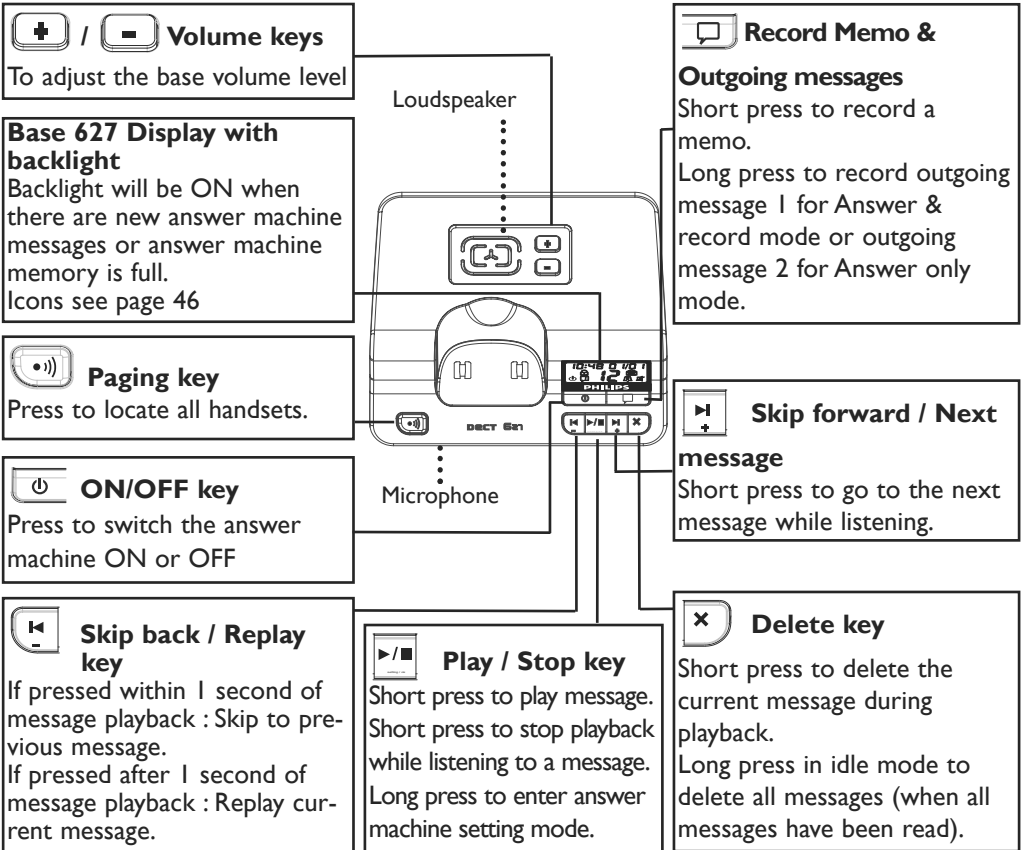 + / - Volume keys
To adjust the base volume level
Base 627 Display with
backlight
Backlight will be ON when
there are new answer machine
messages or answer machine
memory is full.
Icons see page 46
Paging key
Press to locate all handsets.
ON/OFF key
Press to switch the answer
machine ON or OFF
Skip back / Replay
key
If pressed within 1 second of
message playback : Skip to pre-
vious message.
If pressed after 1 second of
message playback : Replay cur-
rent message.
Loudspeaker
+
-
10:48 01/01
12
PHILIPS
DECT 627
Microphone
Play / Stop key
Short press to play message.
Short press to stop playback
while listening to a message.
Long press to enter answer
machine setting mode.
Record Memo &
Outgoing messages
Short press to record a
memo.
Long press to record outgoing
message 1 for Answer &
record mode or outgoing
message 2 for Answer only
mode.
Skip forward / Next
message
Short press to go to the next
message while listening.
Delete key
Short press to delete the
current message during
playback.
Long press in idle mode to
delete all messages (when all
messages have been read).